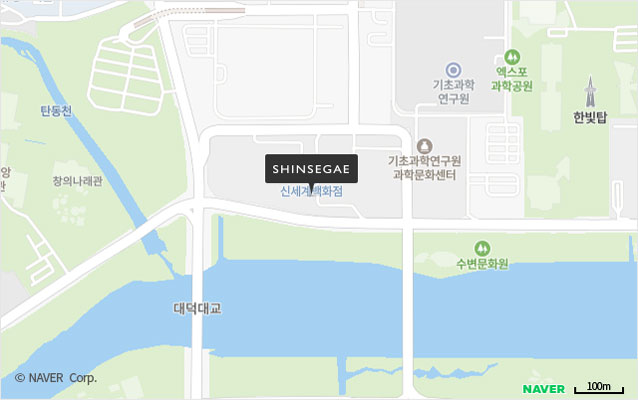 탄동천
앙
관
창의나래관
기초과학
연구원
엑스포
과학공원
한빛탑
기초과학연구원
과학문화센터
SHINSEGAE
신세계백화점
수변문화원
대덕대교
© NAVER Corp.
NAVER
100m